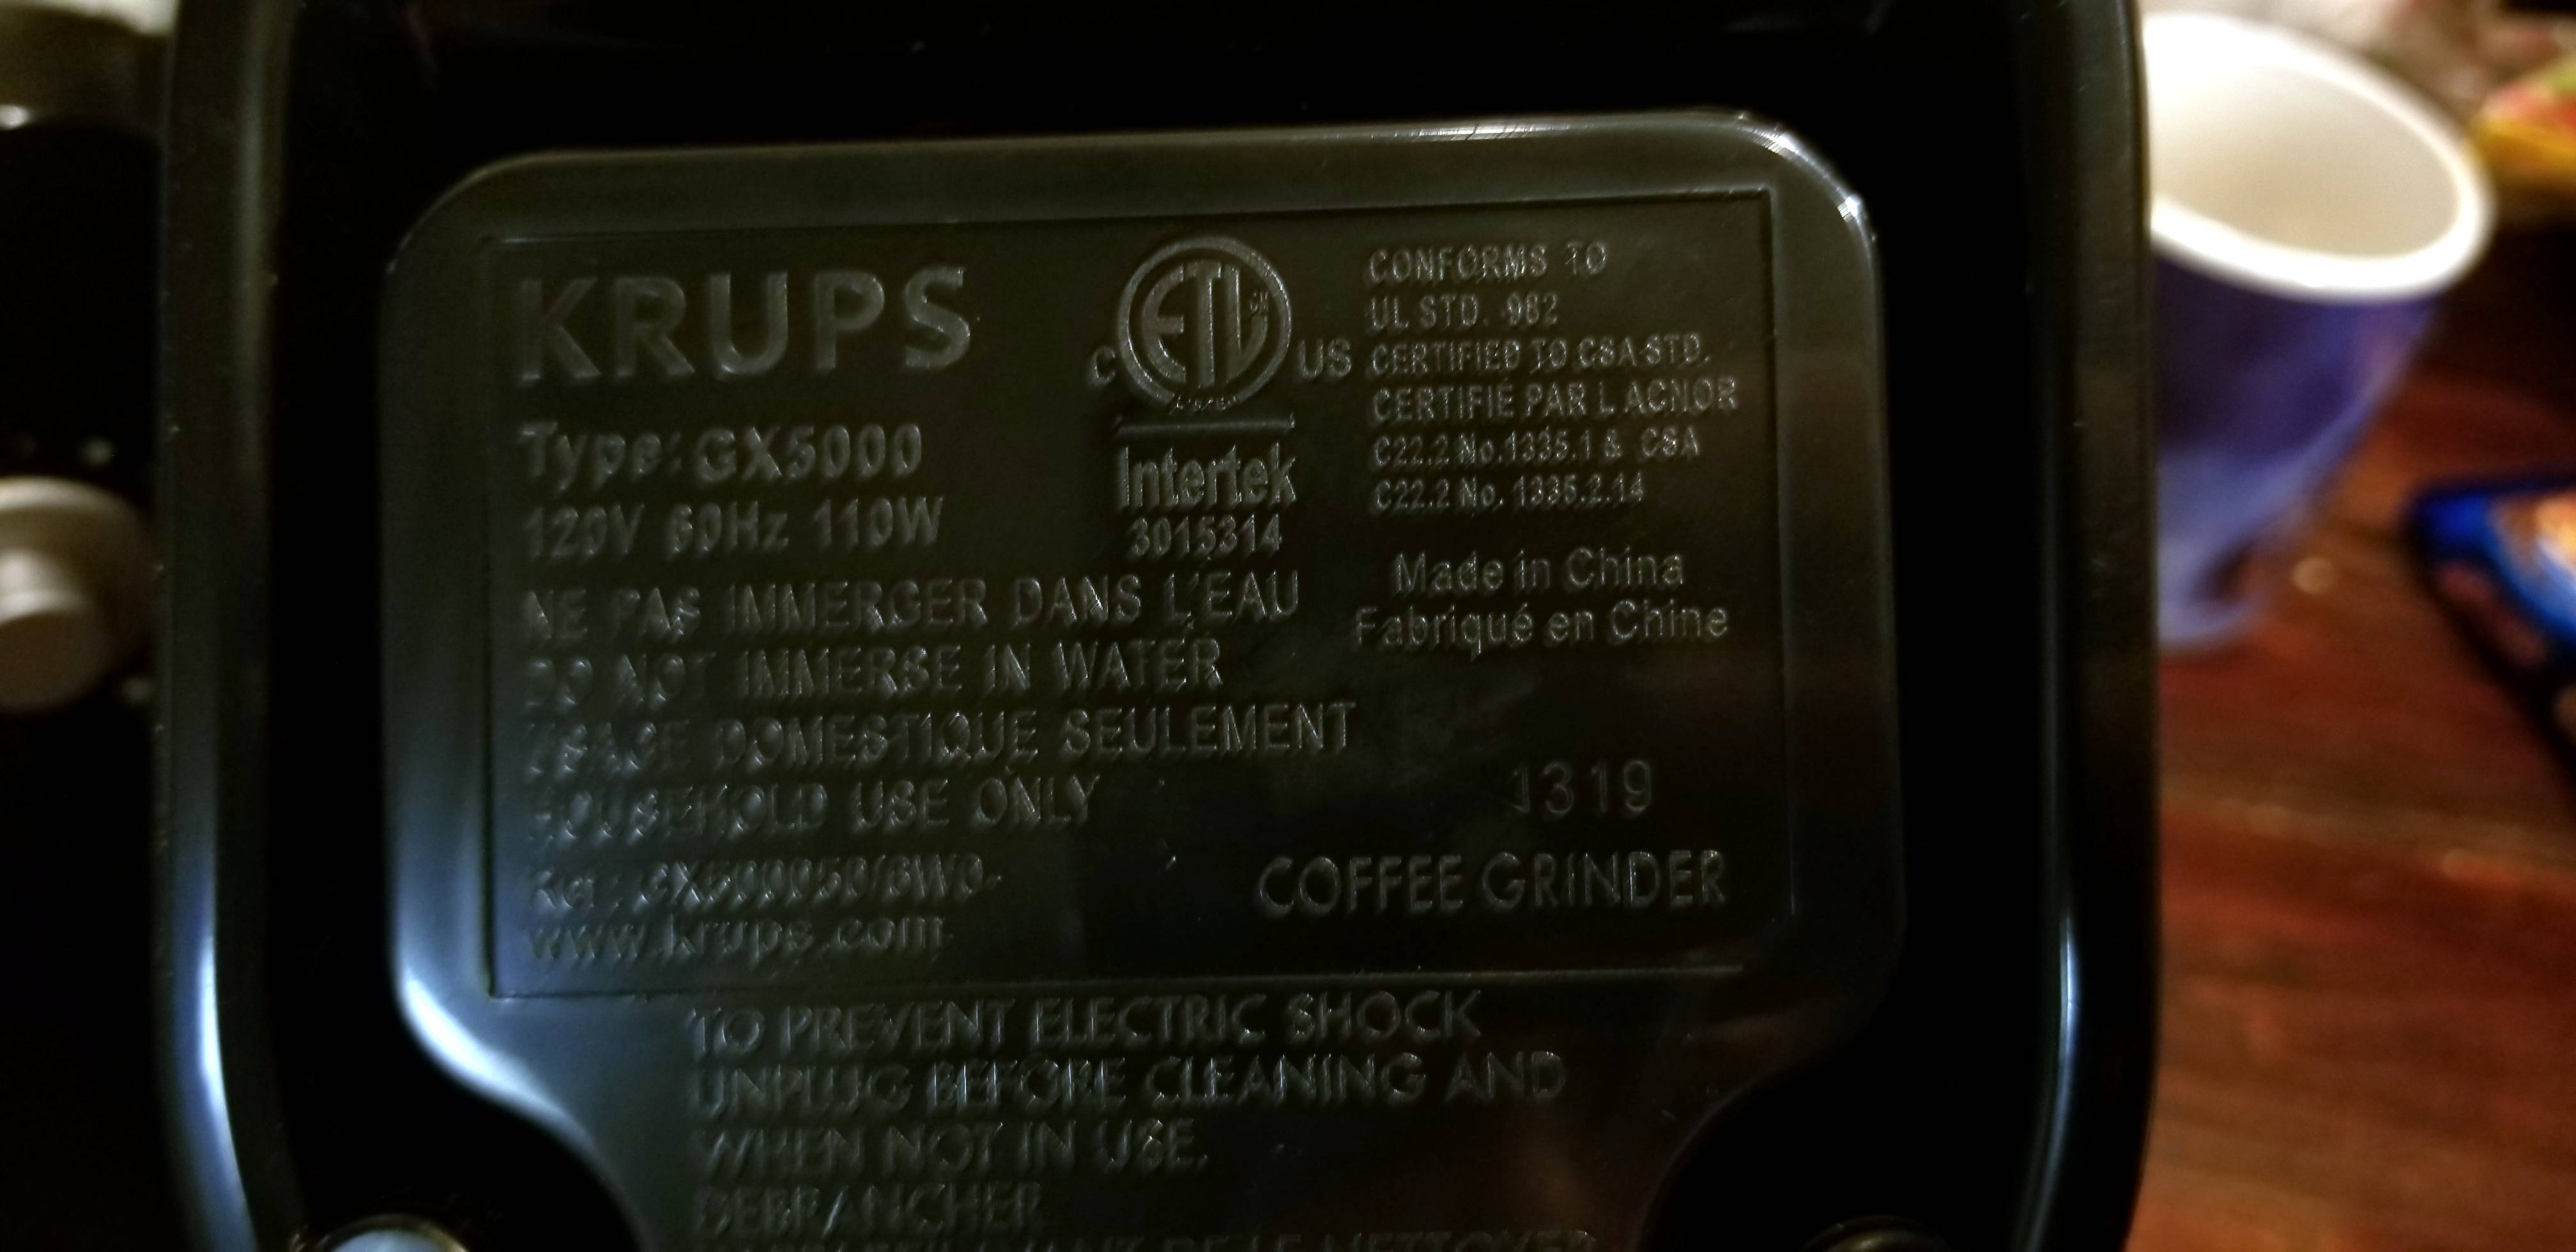 KRUPS
Type: GX5000
120V 60Hz 110W
C ETL US
Intertek
3015314
CONFORMS TO
UL STD. 982
CERTIFIED TO CSA STD.
CERTIFIÉ PAR L ACNOR
C22.2 No.1335.1 & CSA
C22.2 No. 1335.2.14
Made in China
Fabriqué en Chine
NE PAS IMMERGER DANS L'EAU
DO NOT IMMERSE IN WATER
USAGE DOMESTIQUE SEULEMENT
HOUSEHOLD USE ONLY
1319
COFFEE GRINDER
www.krups.com
TO PREVENT ELECTRIC SHOCK
UNPLUG BEFORE CLEANING AND
WHEN NOT IN USE.
DEBRANCHER